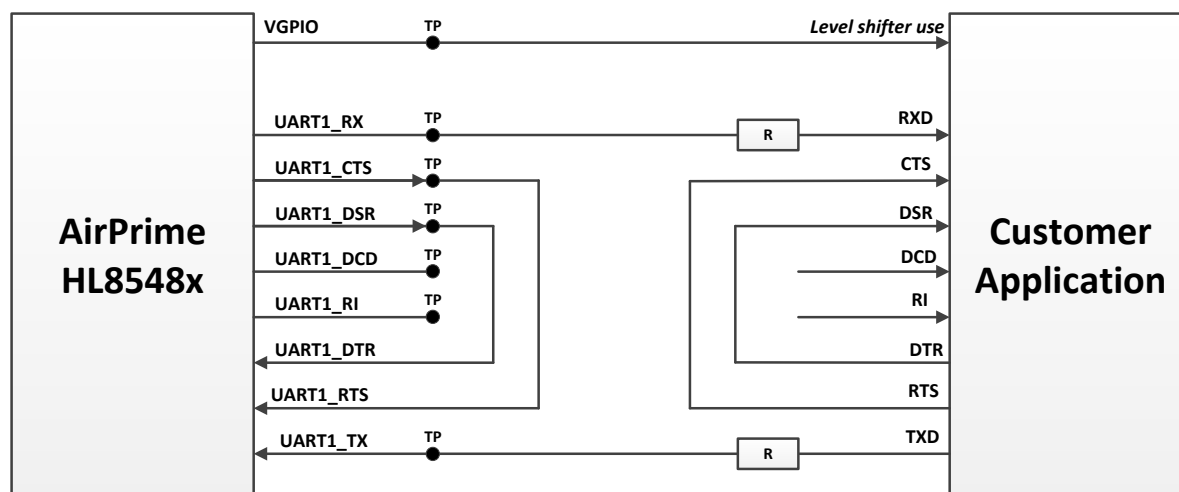 VGPIO TP Level shifter use
UART1_RX TP R RXD
UART1_CTS TP CTS
UART1_DSR TP DSR
AirPrime
HL8548x
Customer
Application
UART1_DCD TP DCD
UART1_RI TP RI
UART1_DTR DTR
UART1_RTS RTS
UART1_TX TP R TXD